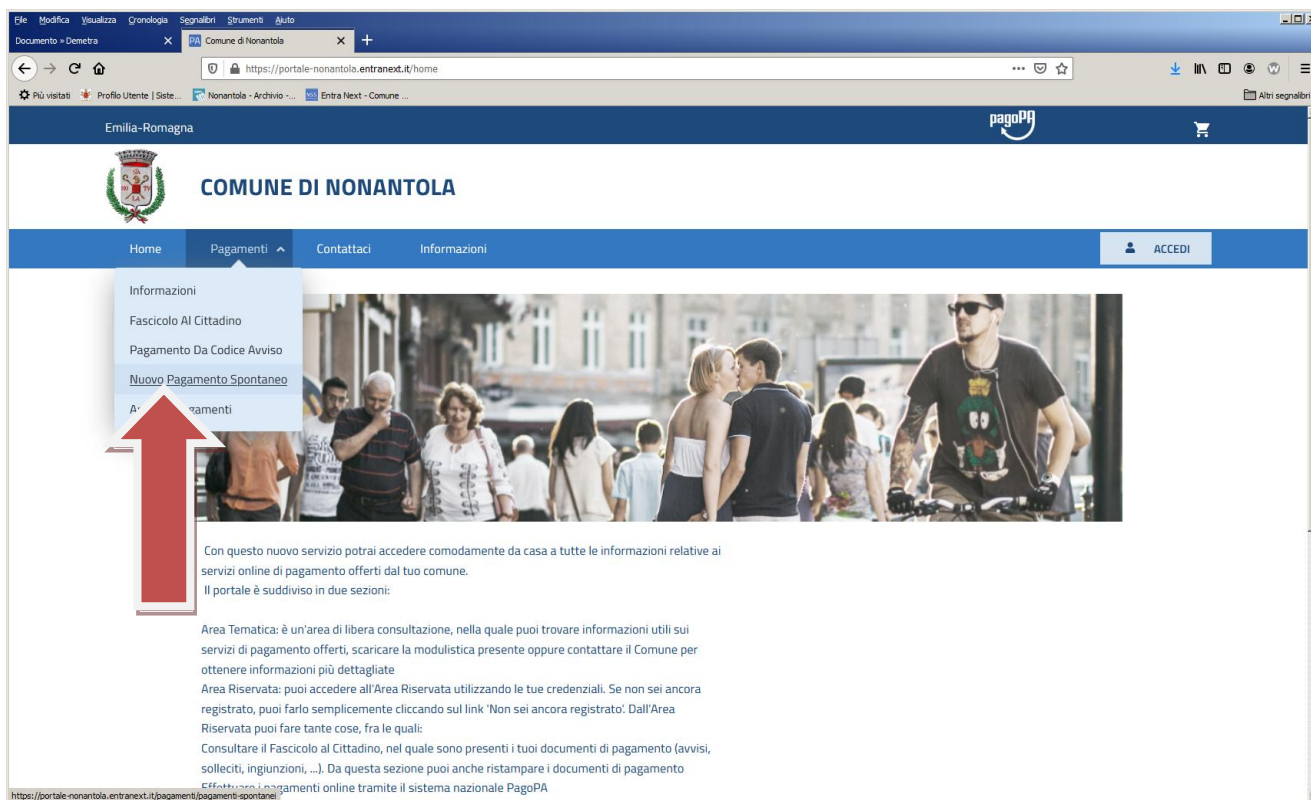 File Modifica Visualizza Cronologia Segnalibri Strumenti Aiuto
Documento » Demetra
PA Comune di Nonantola
https://portale-nonantola.entranext.it/home
Più visitati Profilo Utente | Siste... Nonantola - Archivio -... NSS Entra Next - Comune ... Altri segnalibri
Emilia-Romagna
pagoPA
COMUNE DI NONANTOLA
Home Pagamenti Contattaci Informazioni ACCEDI
Informazioni
Fascicolo Al Cittadino
Pagamento Da Codice Avviso
Nuovo Pagamento Spontaneo
Con questo nuovo servizio potrai accedere comodamente da casa a tutte le informazioni relative ai
servizi online di pagamento offerti dal tuo comune.
Il portale è suddiviso in due sezioni:
Area Tematica: è un'area di libera consultazione, nella quale puoi trovare informazioni utili sui
servizi di pagamento offerti, scaricare la modulistica presente oppure contattare il Comune per
ottenere informazioni più dettagliate
Area Riservata: puoi accedere all'Area Riservata utilizzando le tue credenziali. Se non sei ancora
registrato, puoi farlo semplicemente cliccando sul link 'Non sei ancora registrato'. Dall'Area
Riservata puoi fare tante cose, fra le quali:
Consultare il Fascicolo al Cittadino, nel quale sono presenti i tuoi documenti di pagamento (avvisi,
solleciti, ingiunzioni, ...). Da questa sezione puoi anche ristampare i documenti di pagamento
Effettuare i pagamenti online tramite il sistema nazionale PagoPA
https://portale-nonantola.entranext.it/pagamenti/pagamenti-spontanei